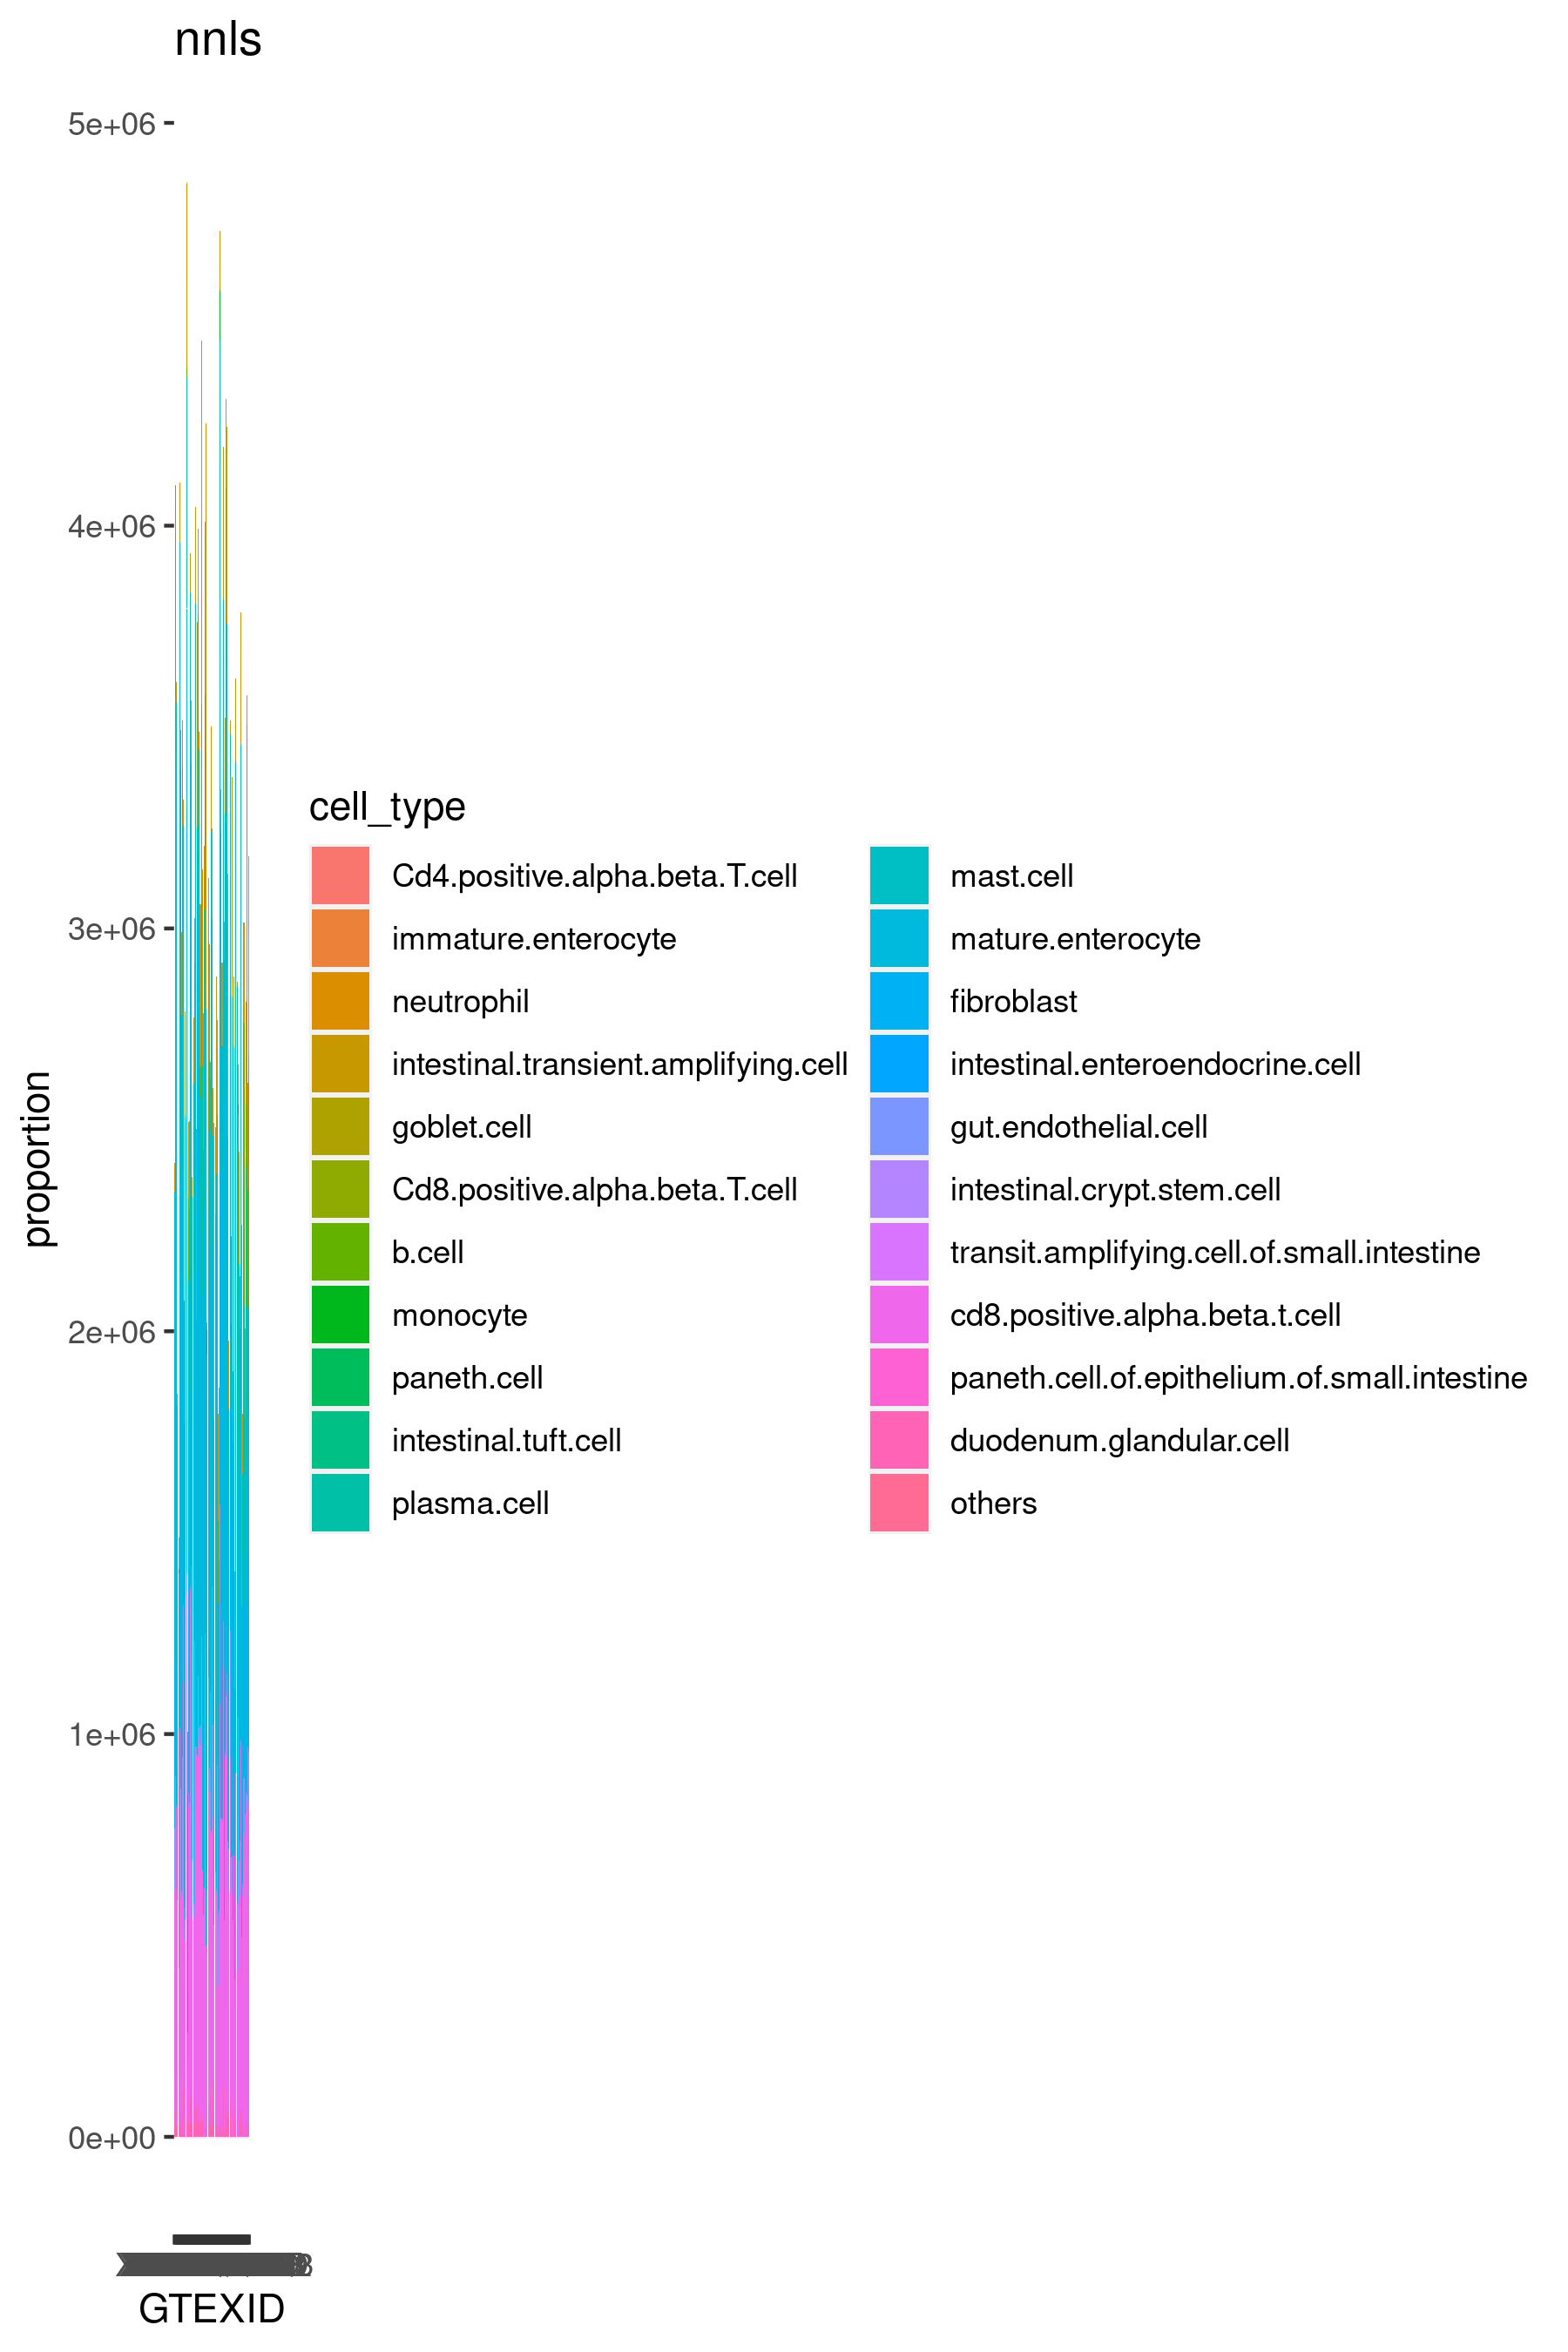 nnls
5e+06
4e+06
3e+06
2e+06
1e+06
0e+00
proportion
cell_type
Cd4.positive.alpha.beta.T.cell
immature.enterocyte
neutrophil
intestinal.transient.amplifying.cell
goblet.cell
Cd8.positive.alpha.beta.T.cell
b.cell
monocyte
paneth.cell
intestinal.tuft.cell
plasma.cell
mast.cell
mature.enterocyte
fibroblast
intestinal.enteroendocrine.cell
gut.endothelial.cell
intestinal.crypt.stem.cell
transit.amplifying.cell.of.small.intestine
cd8.positive.alpha.beta.t.cell
paneth.cell.of.epithelium.of.small.intestine
duodenum.glandular.cell
others
GTEXID